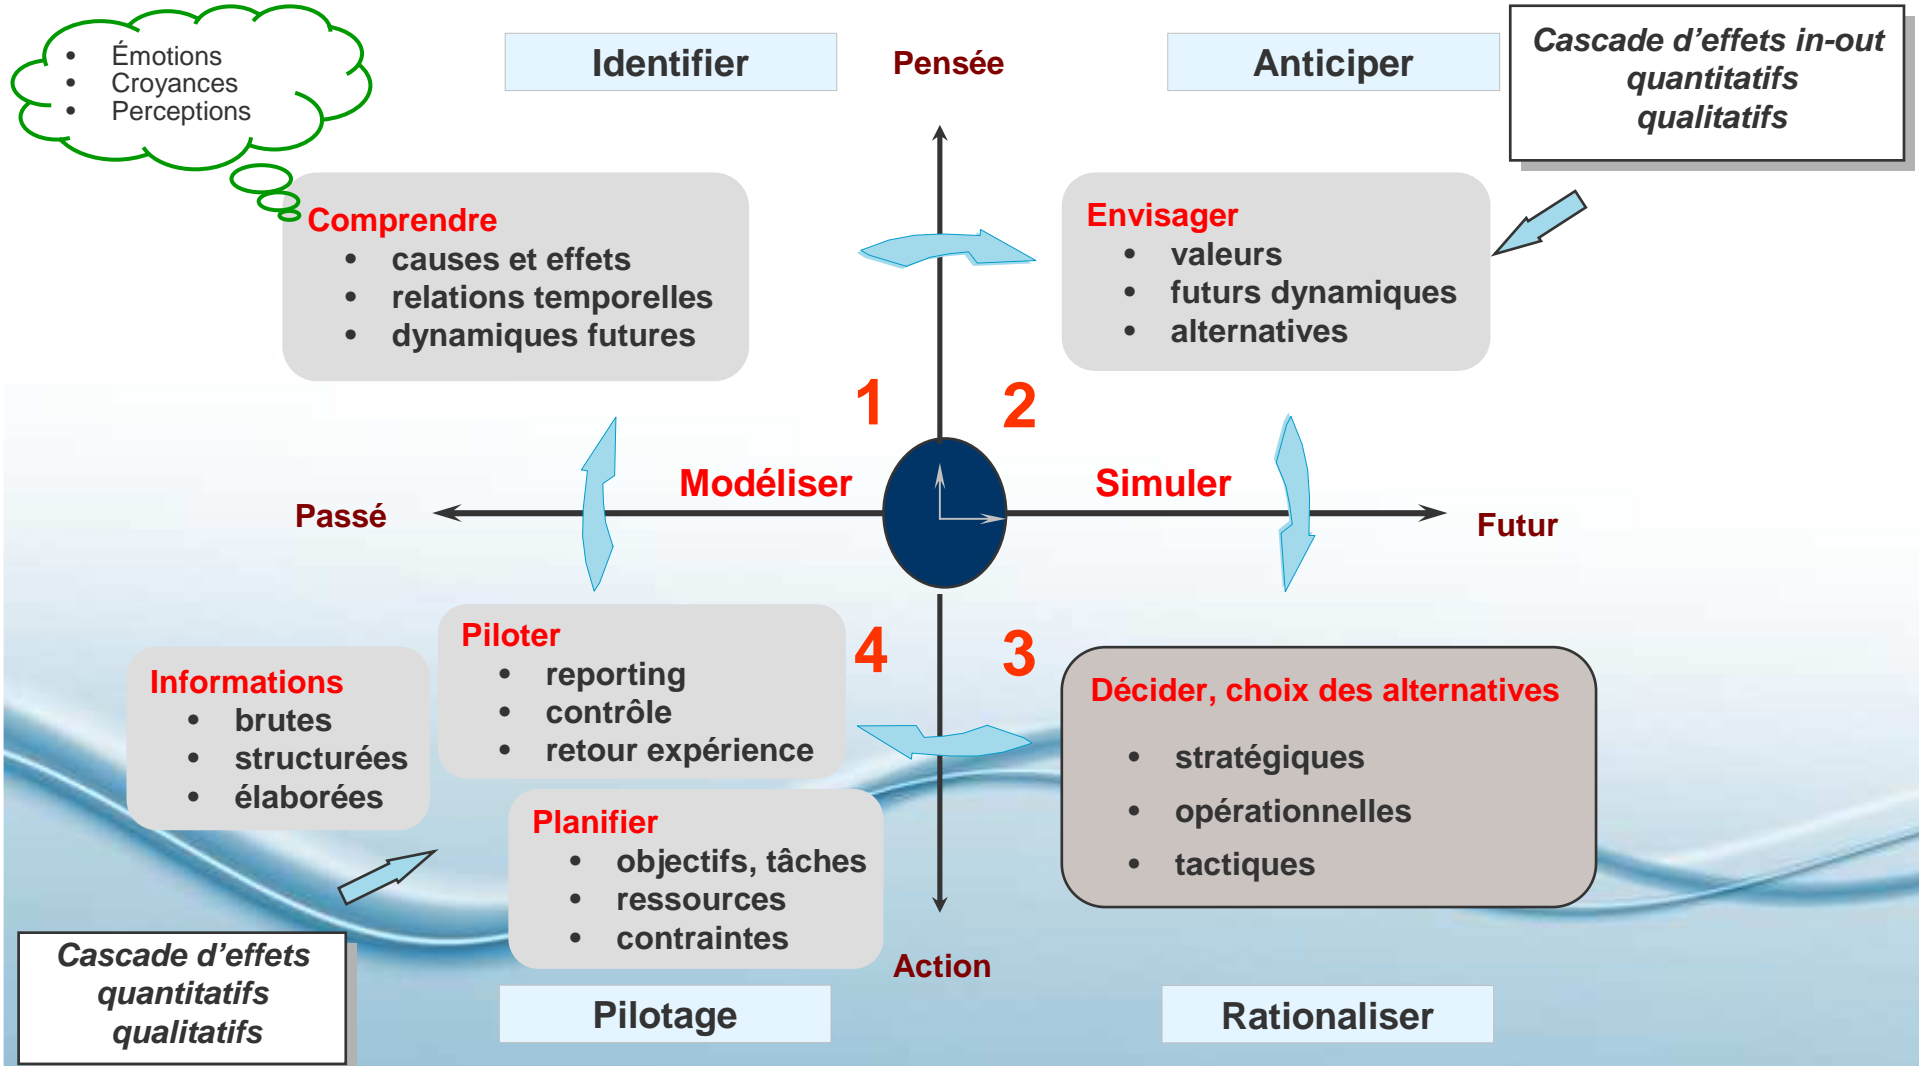 • Émotions
• Croyances
• Perceptions
Identifier
Pensée
Anticiper
Cascade d’effets in-out
quantitatifs
qualitatifs
Comprendre
• causes et effets
• relations temporelles
• dynamiques futures
Envisager
• valeurs
• futurs dynamiques
• alternatives
1
2
Modéliser
Simuler
Passé
Futur
4
3
Piloter
• reporting
• contrôle
• retour expérience
Informations
• brutes
• structurées
• élaborées
Décider, choix des alternatives
• stratégiques
• opérationnelles
• tactiques
Planifier
• objectifs, tâches
• ressources
• contraintes
Action
Cascade d’effets
quantitatifs
qualitatifs
Pilotage
Rationaliser